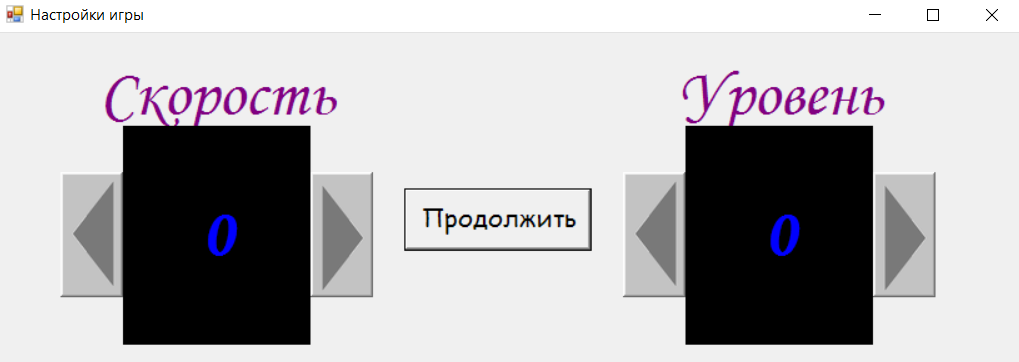 Настройки игры
Скорость
Уровень
0
Продолжить
0